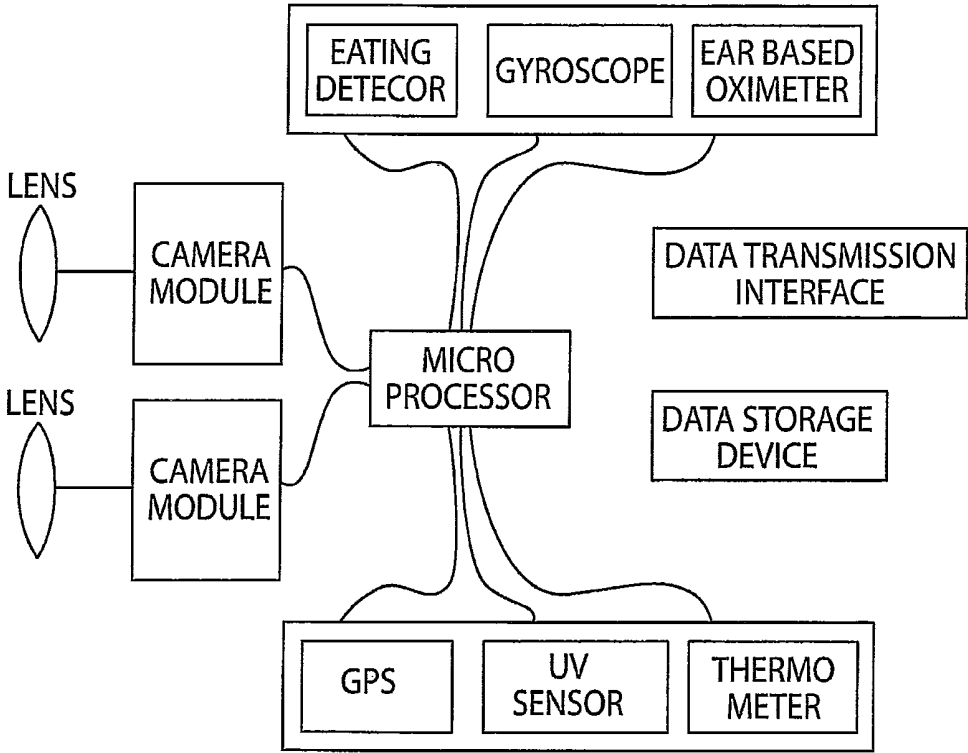 EATING
DETECOR
GYROSCOPE
EAR BASED
OXIMETER
LENS
CAMERA
MODULE
DATA TRANSMISSION
INTERFACE
MICRO
PROCESSOR
LENS
CAMERA
MODULE
DATA STORAGE
DEVICE
GPS
UV
SENSOR
THERMO
METER